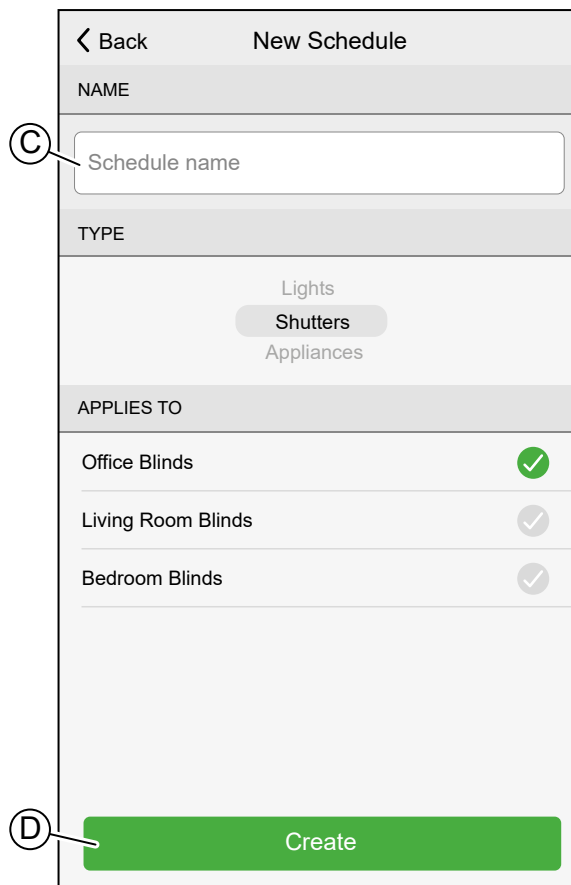 Back New Schedule
NAME
C
Schedule name
TYPE
Lights
Shutters
Appliances
APPLIES TO
Office Blinds
Living Room Blinds
Bedroom Blinds
D
Create